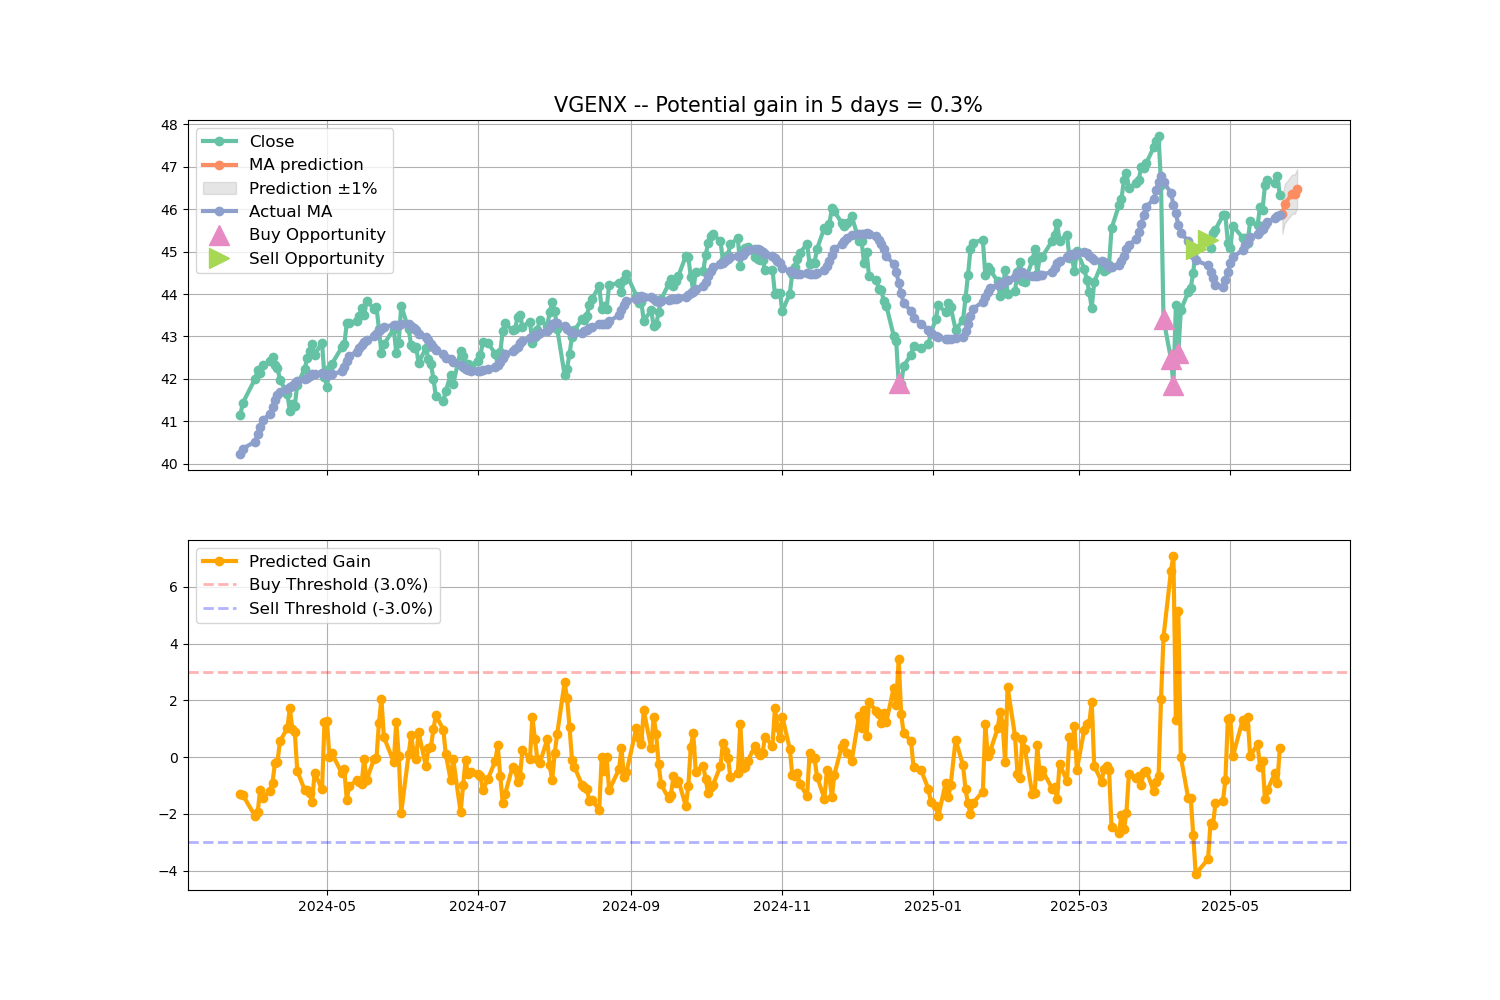 VGENX -- Potential gain in 5 days = 0.3%
48
47
46
45
44
43
42
41
40
Close
MA prediction
Prediction ±1%
Actual MA
Buy Opportunity
Sell Opportunity
6
4
2
0
−2
−4
Predicted Gain
Buy Threshold (3.0%)
Sell Threshold (-3.0%)
2024-05 2024-07 2024-09 2024-11 2025-01 2025-03 2025-05